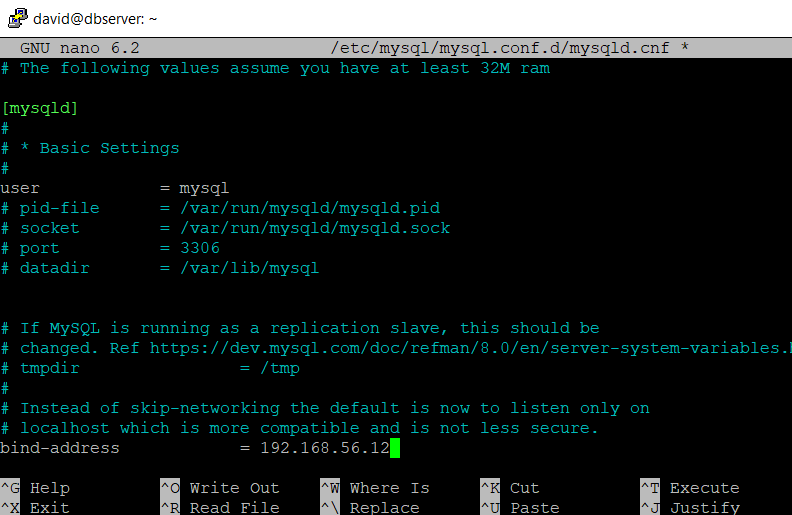 david@dbserver: ~
GNU nano 6.2 /etc/mysql/mysql.conf.d/mysqld.cnf *
# The following values assume you have at least 32M ram
[mysqld]
#
# * Basic Settings
#
user = mysql
# pid-file = /var/run/mysqld/mysqld.pid
# socket = /var/run/mysqld/mysqld.sock
# port = 3306
# datadir = /var/lib/mysql
# If MySQL is running as a replication slave, this should be
# changed. Ref https://dev.mysql.com/doc/refman/8.0/en/server-system-variables.h
# tmpdir = /tmp
#
# Instead of skip-networking the default is now to listen only on
# localhost which is more compatible and is not less secure.
bind-address = 192.168.56.12
^G Help ^O Write Out ^W Where Is ^K Cut ^T Execute
^X Exit ^R Read File ^\ Replace ^U Paste ^J Justify